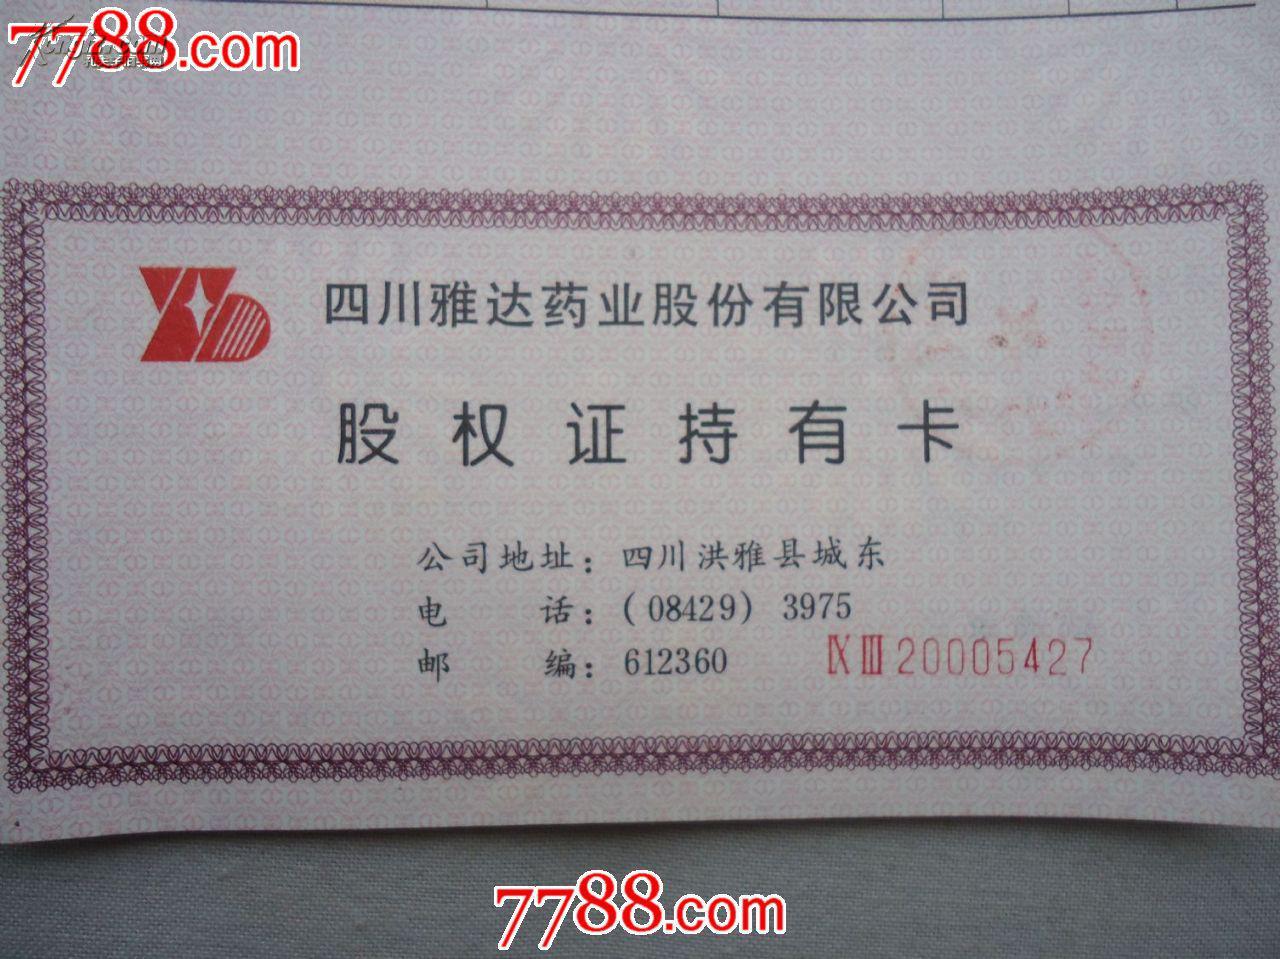 7788.com
四川雅达药业股份有限公司
股权证持有卡
公司地址：四川洪雅县城东
电话：(08429) 3975
邮编：612360
ⅨⅢ20005427
7788.com